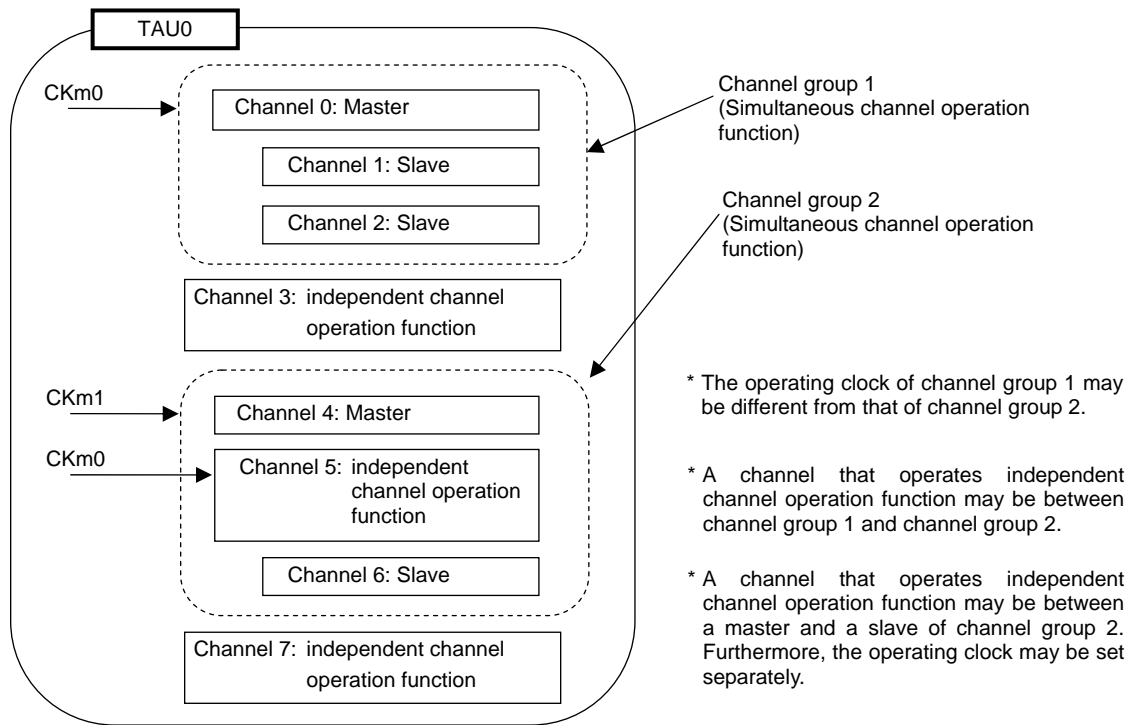 TAU0
CKm0
Channel 0: Master
Channel 1: Slave
Channel 2: Slave
Channel group 1
(Simultaneous channel operation
function)
Channel group 2
(Simultaneous channel operation
function)
Channel 3: independent channel
operation function
CKm1
Channel 4: Master
CKm0
Channel 5: independent
channel operation
function
Channel 6: Slave
Channel 7: independent channel
operation function
* The operating clock of channel group 1 may
be different from that of channel group 2.
* A channel that operates independent
channel operation function may be between
channel group 1 and channel group 2.
* A channel that operates independent
channel operation function may be between
a master and a slave of channel group 2.
Furthermore, the operating clock may be set
separately.